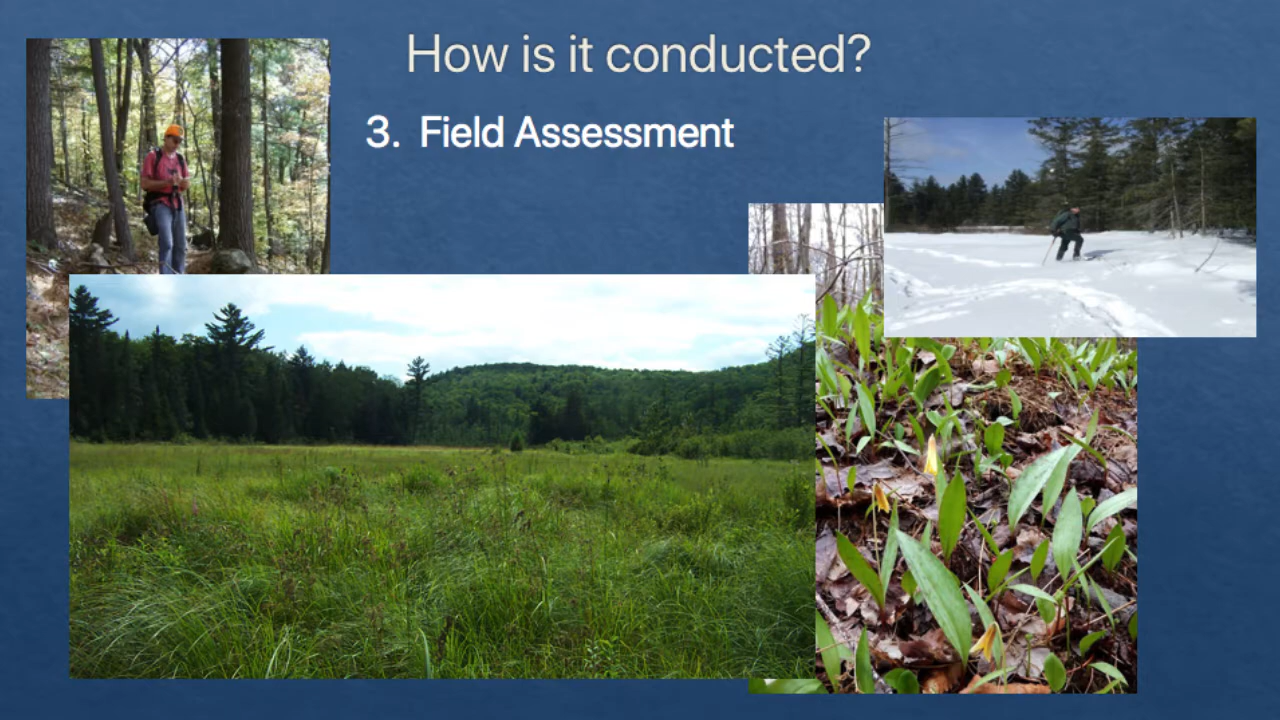 How is it conducted?
3. Field Assessment